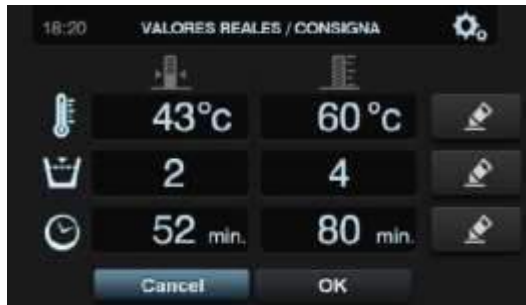 18:20 VALORES REALES / CONSIGNA
43°C 60°C
2 4
52 min. 80 min.
Cancel OK